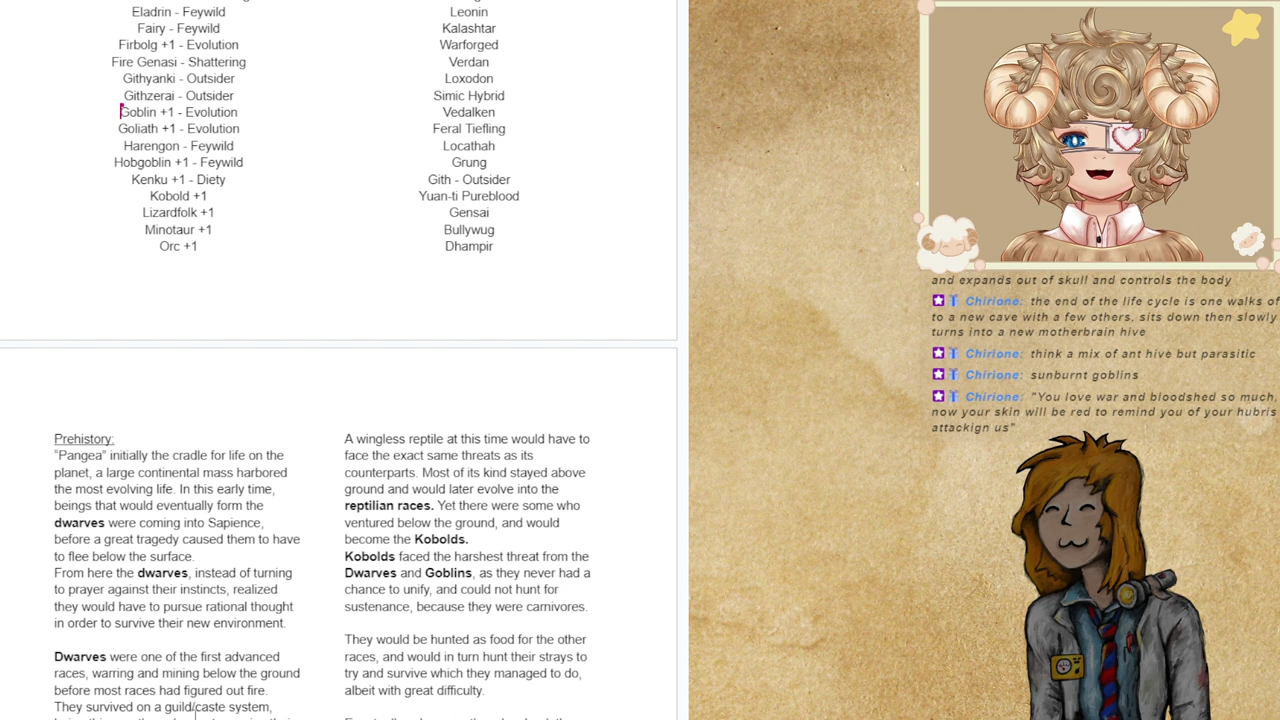 Eladrin - Feywild
Fairy - Feywild
Firbolg +1 - Evolution
Fire Genasi - Shattering
Githyanki - Outsider
Githzerai - Outsider
Goblin +1 - Evolution
Goliath +1 - Evolution
Harengon - Feywild
Hobgoblin +1 - Feywild
Kenku +1 - Diety
Kobold +1
Lizardfolk +1
Minotaur +1
Orc +1
Leonin
Kalashtar
Warforged
Verdan
Loxodon
Simic Hybrid
Vedalken
Feral Tiefling
Locathah
Grung
Gith - Outsider
Yuan-ti Pureblood
Gensai
Bullywug
Dhampir
Prehistory:
“Pangea” initially the cradle for life on the
planet, a large continental mass harbored
the most evolving life. In this early time,
beings that would eventually form the
dwarves were coming into Sapience,
before a great tragedy caused them to have
to flee below the surface.
From here the dwarves, instead of turning
to prayer against their instincts, realized
they would have to pursue rational thought
in order to survive their new environment.
Dwarves were one of the first advanced
races, warring and mining below the ground
before most races had figured out fire.
They survived on a guild/caste system,
A wingless reptile at this time would have to
face the exact same threats as its
counterparts. Most of its kind stayed above
ground and would later evolve into the
reptilian races. Yet there were some who
ventured below the ground, and would
become the Kobolds.
Kobolds faced the harshest threat from the
Dwarves and Goblins, as they never had a
chance to unify, and could not hunt for
sustenance, because they were carnivores.
They would be hunted as food for the other
races, and would in turn hunt their strays to
try and survive which they managed to do,
albeit with great difficulty.
and expands out of skull and controls the body
Chirione: the end of the life cycle is one walks of
to a new cave with a few others, sits down then slowly
turns into a new motherbrain hive
Chirione: think a mix of ant hive but parasitic
Chirione: sunburnt goblins
Chirione: "You love war and bloodshed so much,
now your skin will be red to remind you of your hubris
attackign us"